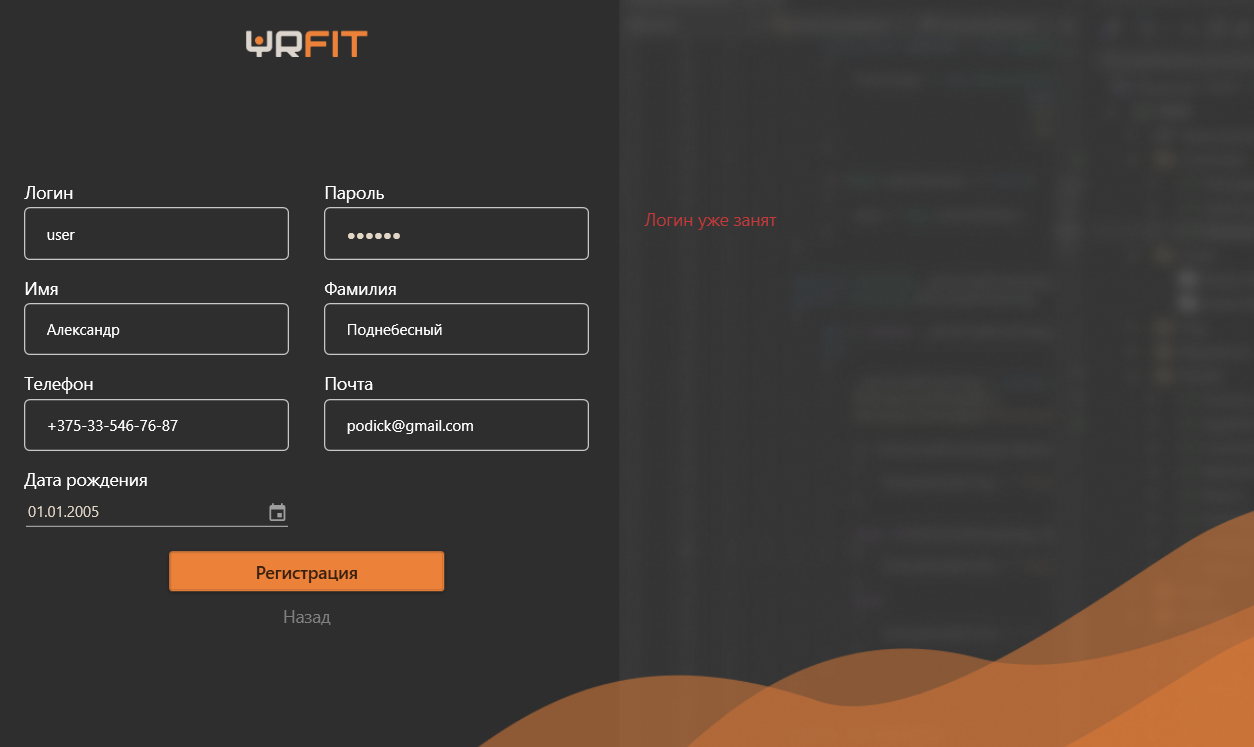 YRFIT
Логин
Пароль
user
••••••
Логин уже занят
Имя
Фамилия
Александр
Поднебесный
Телефон
Почта
+375-33-546-76-87
podick@gmail.com
Дата рождения
01.01.2005
Регистрация
Назад